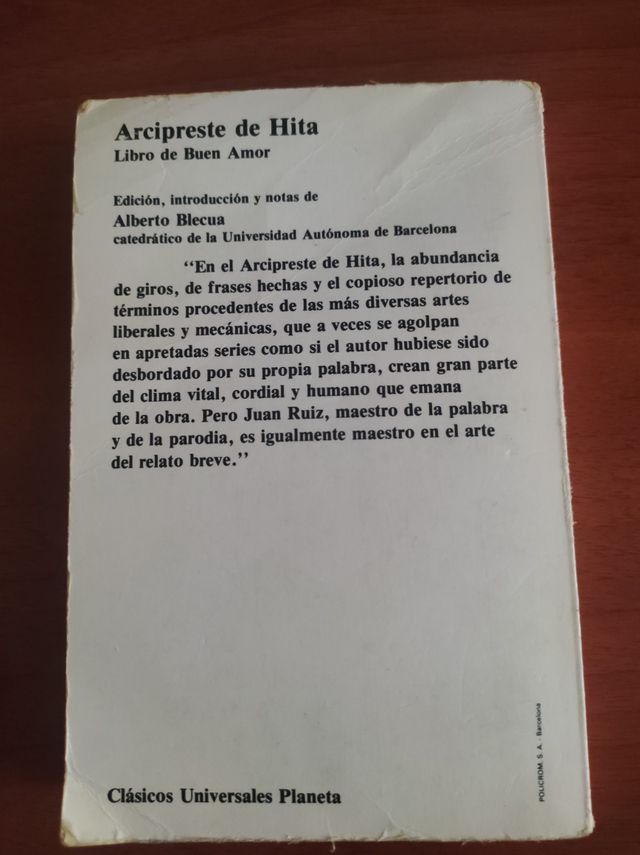 Arcipreste de Hita
Libro de Buen Amor
Edición, introducción y notas de
Alberto Blecua
catedrático de la Universidad Autónoma de Barcelona
“En el Arcipreste de Hita, la abundancia
de giros, de frases hechas y el copioso repertorio de
términos procedentes de las más diversas artes
liberales y mecánicas, que a veces se agolpan
en apretadas series como si el autor hubiese sido
desbordado por su propia palabra, crean gran parte
del clima vital, cordial y humano que emana
de la obra. Pero Juan Ruiz, maestro de la palabra
y de la parodia, es igualmente maestro en el arte
del relato breve.”
POLICROM, S. A. - Barcelona
Clásicos Universales Planeta